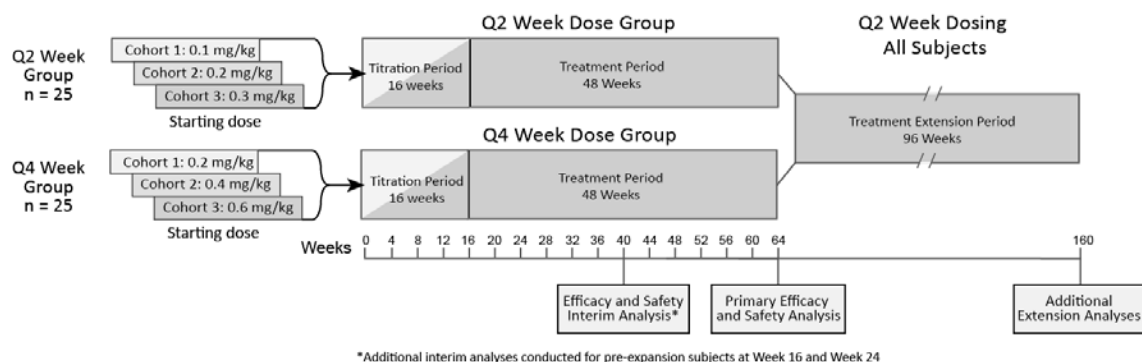 Q2 Week Dose Group
Q2 Week Dosing
All Subjects
Q2 Week
Group
n = 25
Cohort 1: 0.1 mg/kg
Cohort 2: 0.2 mg/kg
Cohort 3: 0.3 mg/kg
Starting dose
Titration Period
16 weeks
Treatment Period
48 Weeks
Treatment Extension Period
96 Weeks
Q4 Week Dose Group
Q4 Week
Group
n = 25
Cohort 1: 0.2 mg/kg
Cohort 2: 0.4 mg/kg
Cohort 3: 0.6 mg/kg
Starting dose
Titration Period
16 weeks
Treatment Period
48 Weeks
Weeks 0 4 8 12 16 20 24 28 32 36 40 44 48 52 56 60 64 160
Efficacy and Safety
Interim Analysis*
Primary Efficacy
and Safety Analysis
Additional
Extension Analyses
*Additional interim analyses conducted for pre-expansion subjects at Week 16 and Week 24